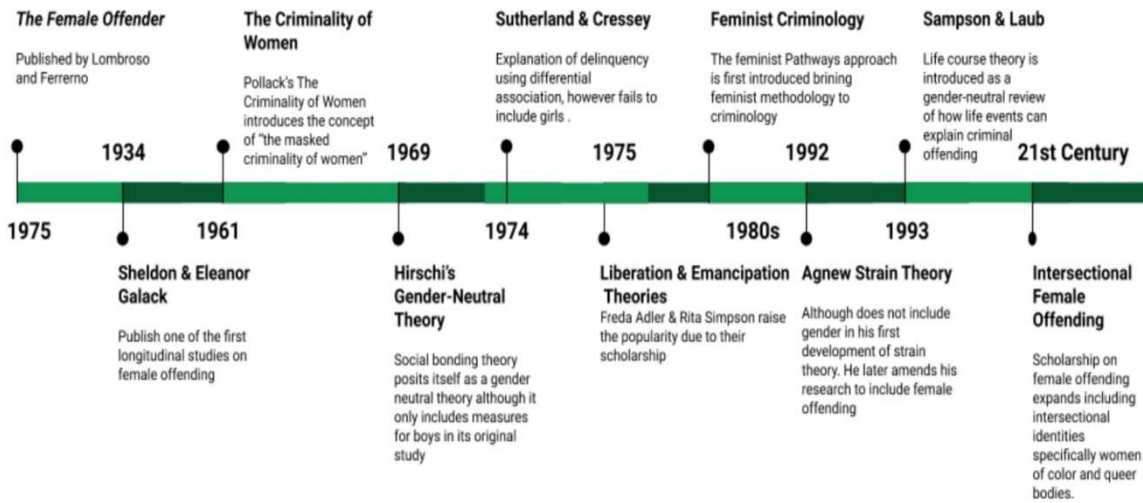 The Female Offender
Published by Lombroso
and Ferrerno
1975
1934
Sheldon & Eleanor
Galack
Publish one of the first
longitudinal studies on
female offending
The Criminality of
Women
Pollack's The
Criminality of Women
introduces the concept
of "the masked
criminality of women"
1961
1969
Hirschi's
Gender-Neutral
Theory
Social bonding theory
posits itself as a gender
neutral theory although it
only includes measures
for boys in its original
study
Sutherland & Cressey
Explanation of delinquency
using differential
association, however fails to
include girls .
1974
1975
Liberation & Emancipation
Theories
Freda Adler & Rita Simpson raise
the popularity due to their
scholarship
Feminist Criminology
The feminist Pathways approach
is first introduced brining
feminist methodology to
criminology
1980s
1992
Agnew Strain Theory
Although does not include
gender in his first
development of strain
theory. He later amends his
research to include female
offending
Sampson & Laub
Life course theory is
introduced as a
gender-neutral review
of how life events can
explain criminal
offending
1993
21st Century
Intersectional
Female
Offending
Scholarship on
female offending
expands including
intersectional
identities
specifically women
of color and queer
bodies.